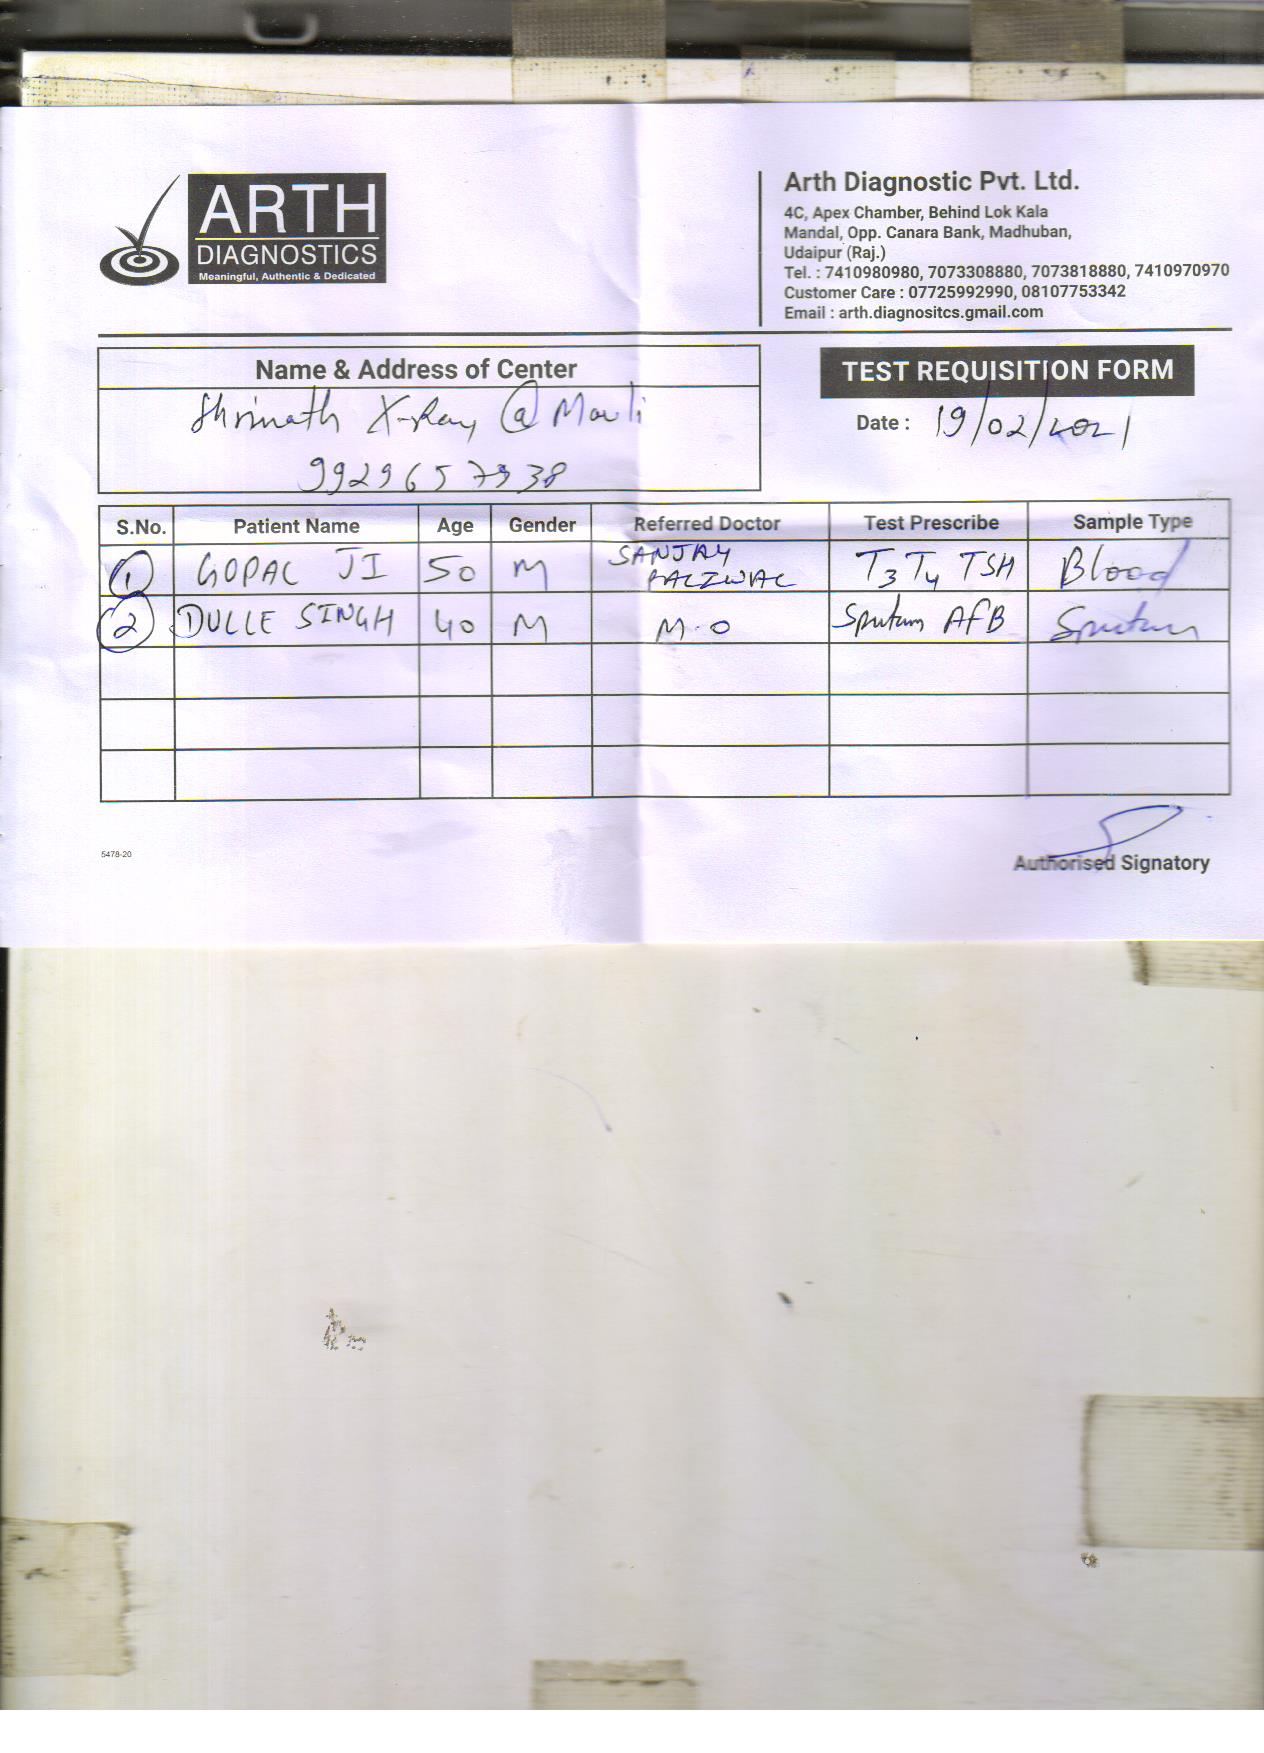 ARTH
DIAGNOSTICS
Meaningful, Authentic & Dedicated
Arth Diagnostic Pvt. Ltd.
4C, Apex Chamber, Behind Lok Kala
Mandal, Opp. Canara Bank, Madhuban,
Udaipur (Raj.)
Tel. : 7410980980, 7073308880, 7073818880, 7410970970
Customer Care : 07725992990, 08107753342
Email : arth.diagnositcs.gmail.com
Name & Address of Center
Shrinath X-Ray @ Mavli
TEST REQUISITION FORM
Date : 19/02/2021
S.No. Patient Name Age Gender Referred Doctor Test Prescribe Sample Type
1 GOPAL JI 50 M SANJAY T3 T4 TSH Blood
2 DULLE SINGH 40 M M.O Sputum AFB Sputum
5478-20
Authorised Signatory